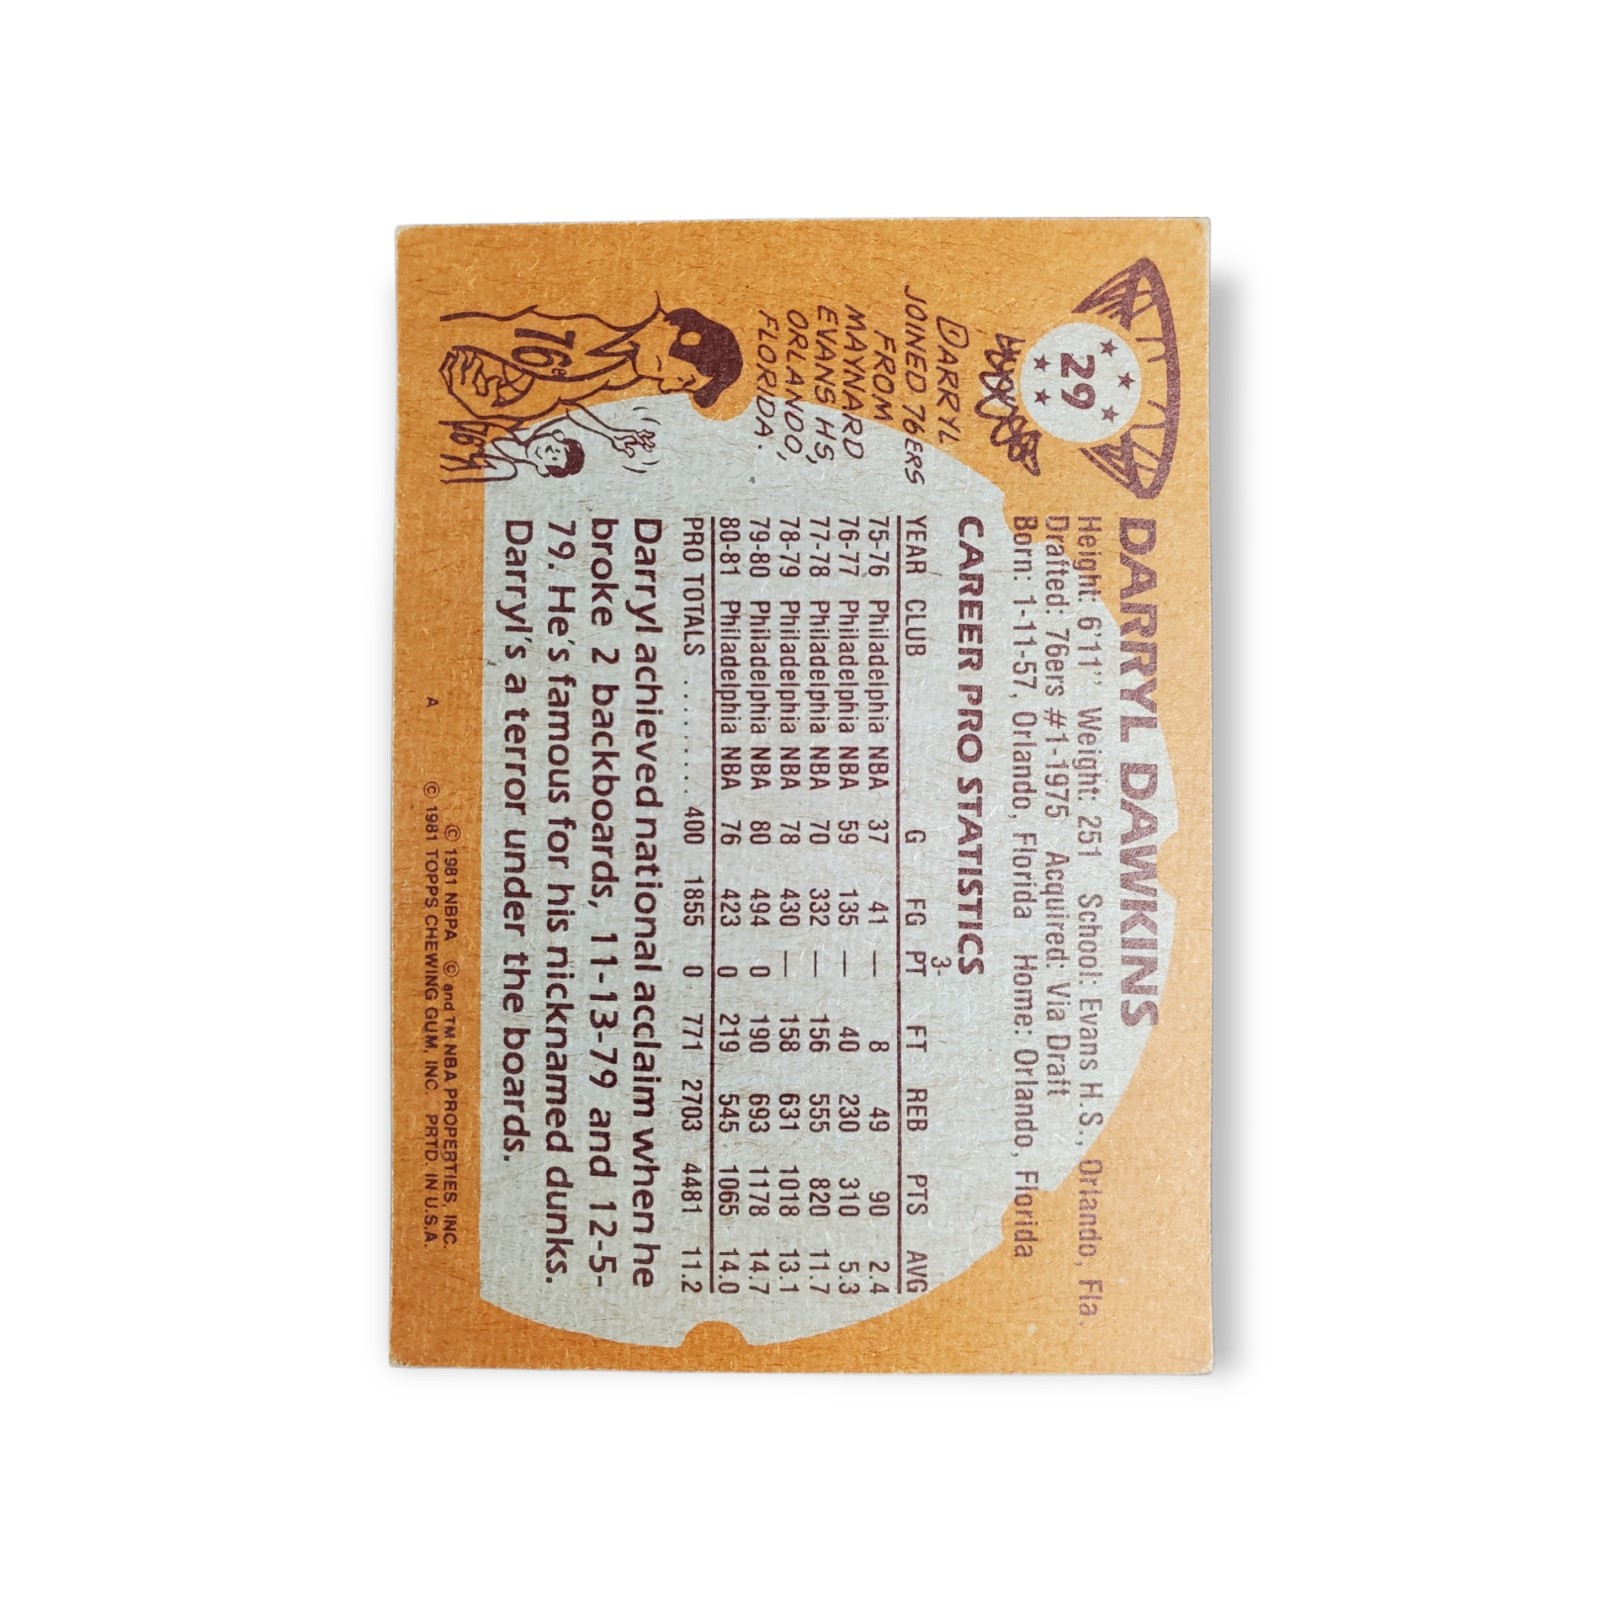 29
DARRYL DAWKINS
Height: 6'11" Weight: 251 School: Evans H.S., Orlando, Fla.
Drafted: 76ers #1-1975 Acquired: Via Draft
Born: 1-11-57, Orlando, Florida Home: Orlando, Florida
DARRYL
JOINED 76ERS
FROM
MAYNARD
EVANS HS,
ORLANDO,
FLORIDA.
76ers
76
CAREER PRO STATISTICS
3-
YEAR CLUB G FG PT FT REB PTS AVG
75-76 Philadelphia NBA 37 41 — 8 49 90 2.4
76-77 Philadelphia NBA 59 135 — 40 230 310 5.3
77-78 Philadelphia NBA 70 332 — 156 555 820 11.7
78-79 Philadelphia NBA 78 430 — 158 631 1018 13.1
79-80 Philadelphia NBA 80 494 0 190 693 1178 14.7
80-81 Philadelphia NBA 76 423 0 219 545 1065 14.0
PRO TOTALS ......... 400 1855 0 771 2703 4481 11.2
Darryl achieved national acclaim when he
broke 2 backboards, 11-13-79 and 12-5-
79. He's famous for his nicknamed dunks.
Darryl's a terror under the boards.
© 1981 NBPA © and TM NBA PROPERTIES, INC.
A © 1981 TOPPS CHEWING GUM, INC. PRTD. IN U.S.A.